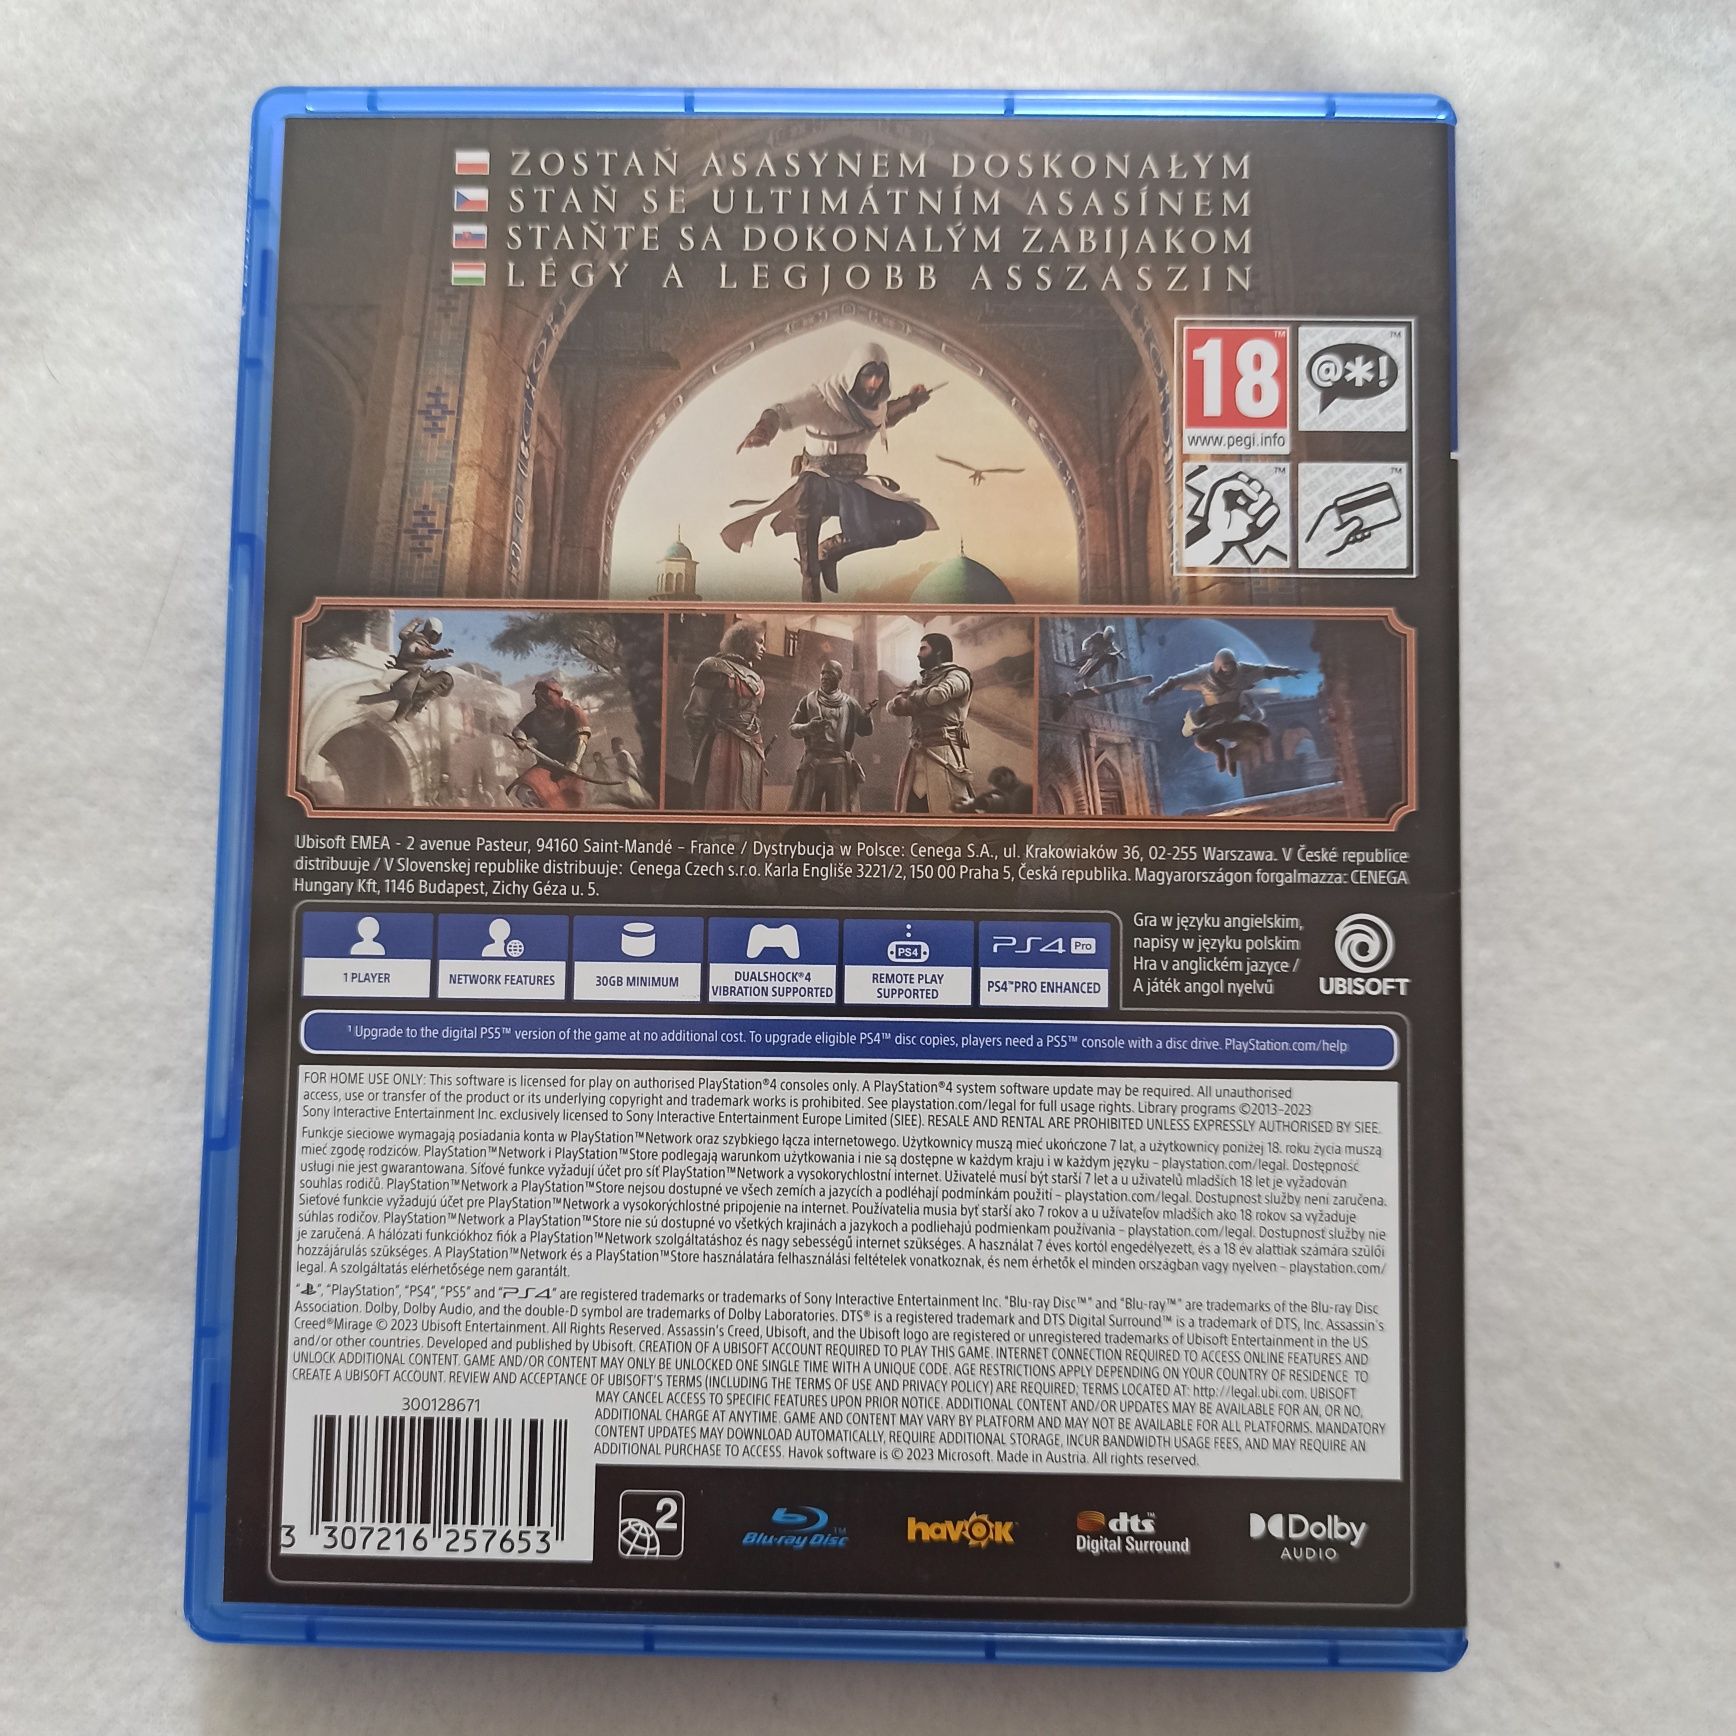 ZOSTAŃ ASASYNEM DOSKONAŁYM
STAŇ SE ULTIMÁTNÍM ASASÍNEM
STAŇTE SA DOKONALÝM ZABIJAKOM
LÉGY A LEGJOBB ASSZASZIN
18
www.pegi.info
@*!
Ubisoft EMEA - 2 avenue Pasteur, 94160 Saint-Mandé – France / Dystrybucja w Polsce: Cenega S.A., ul. Krakowiaków 36, 02-255 Warszawa. V České republice
distribuuje / V Slovenskej republike distribuuje: Cenega Czech s.r.o. Karla Engliše 3221/2, 150 00 Praha 5, Česká republika. Magyarországon forgalmazza: CENEGA
Hungary Kft, 1146 Budapest, Zichy Géza u. 5.
1 PLAYER
NETWORK FEATURES
30GB MINIMUM
DUALSHOCK®4
VIBRATION SUPPORTED
PS4
REMOTE PLAY
SUPPORTED
PS4 Pro
PS4™PRO ENHANCED
Gra w języku angielskim,
napisy w języku polskim
Hra v anglickém jazyce /
A játék angol nyelvű
UBISOFT
¹ Upgrade to the digital PS5™ version of the game at no additional cost. To upgrade eligible PS4™ disc copies, players need a PS5™ console with a disc drive. PlayStation.com/help
FOR HOME USE ONLY: This software is licensed for play on authorised PlayStation®4 consoles only. A PlayStation®4 system software update may be required. All unauthorised
access, use or transfer of the product or its underlying copyright and trademark works is prohibited. See playstation.com/legal for full usage rights. Library programs ©2013-2023
Sony Interactive Entertainment Inc. exclusively licensed to Sony Interactive Entertainment Europe Limited (SIEE). RESALE AND RENTAL ARE PROHIBITED UNLESS EXPRESSLY AUTHORISED BY SIEE.
Funkcje sieciowe wymagają posiadania konta w PlayStation™Network oraz szybkiego łącza internetowego. Użytkownicy muszą mieć ukończone 7 lat, a użytkownicy poniżej 18. roku życia muszą
mieć zgodę rodziców. PlayStation™Network i PlayStation™Store podlegają warunkom użytkowania i nie są dostępne w każdym kraju i w każdym języku – playstation.com/legal. Dostępność
usługi nie jest gwarantowana. Síťové funkce vyžadují účet pro síť PlayStation™Network a vysokorychlostní internet. Uživatelé musí být starší 7 let a u uživatelů mladších 18 let je vyžadován
souhlas rodičů. PlayStation™Network a PlayStation™Store nejsou dostupné ve všech zemích a jazycích a podléhají podmínkám použití – playstation.com/legal. Dostupnost služby není zaručena.
Sieťové funkcie vyžadujú účet pre PlayStation™Network a vysokorýchlostné pripojenie na internet. Používatelia musia byť starší ako 7 rokov a u užívateľov mladších ako 18 rokov sa vyžaduje
súhlas rodičov. PlayStation™Network a PlayStation™Store nie sú dostupné vo všetkých krajinách a jazykoch a podliehajú podmienkam používania – playstation.com/legal. Dostupnosť služby nie
je zaručená. A hálózati funkciókhoz fiók a PlayStation™Network szolgáltatáshoz és nagy sebességű internet szükséges. A használat 7 éves kortól engedélyezett, és a 18 év alattiak számára szülői
hozzájárulás szükséges. A PlayStation™Network és a PlayStation™Store használatára felhasználási feltételek vonatkoznak, és nem érhetők el minden országban vagy nyelven – playstation.com/
legal. A szolgáltatás elérhetősége nem garantált.
"", "PlayStation", "PS4", "PS5" and "PS4" are registered trademarks or trademarks of Sony Interactive Entertainment Inc. "Blu-ray Disc™" and "Blu-ray™" are trademarks of the Blu-ray Disc
Association. Dolby, Dolby Audio, and the double-D symbol are trademarks of Dolby Laboratories. DTS® is a registered trademark and DTS Digital Surround™ is a trademark of DTS, Inc. Assassin's
Creed®Mirage © 2023 Ubisoft Entertainment. All Rights Reserved. Assassin's Creed, Ubisoft, and the Ubisoft logo are registered or unregistered trademarks of Ubisoft Entertainment in the US
and/or other countries. Developed and published by Ubisoft. CREATION OF A UBISOFT ACCOUNT REQUIRED TO PLAY THIS GAME. INTERNET CONNECTION REQUIRED TO ACCESS ONLINE FEATURES AND
UNLOCK ADDITIONAL CONTENT. GAME AND/OR CONTENT MAY ONLY BE UNLOCKED ONE SINGLE TIME WITH A UNIQUE CODE. AGE RESTRICTIONS APPLY DEPENDING ON YOUR COUNTRY OF RESIDENCE TO
CREATE A UBISOFT ACCOUNT. REVIEW AND ACCEPTANCE OF UBISOFT'S TERMS (INCLUDING THE TERMS OF USE AND PRIVACY POLICY) ARE REQUIRED; TERMS LOCATED AT: http://legal.ubi.com. UBISOFT
MAY CANCEL ACCESS TO SPECIFIC FEATURES UPON PRIOR NOTICE. ADDITIONAL CONTENT AND/OR UPDATES MAY BE AVAILABLE FOR AN, OR NO,
ADDITIONAL CHARGE AT ANYTIME. GAME AND CONTENT MAY VARY BY PLATFORM AND MAY NOT BE AVAILABLE FOR ALL PLATFORMS. MANDATORY
CONTENT UPDATES MAY DOWNLOAD AUTOMATICALLY, REQUIRE ADDITIONAL STORAGE, INCUR BANDWIDTH USAGE FEES, AND MAY REQUIRE AN
ADDITIONAL PURCHASE TO ACCESS. Havok software is © 2023 Microsoft. Made in Austria. All rights reserved.
300128671
3 307216 257653
2
Blu-ray Disc™
havok
dts™
Digital Surround
Dolby
AUDIO